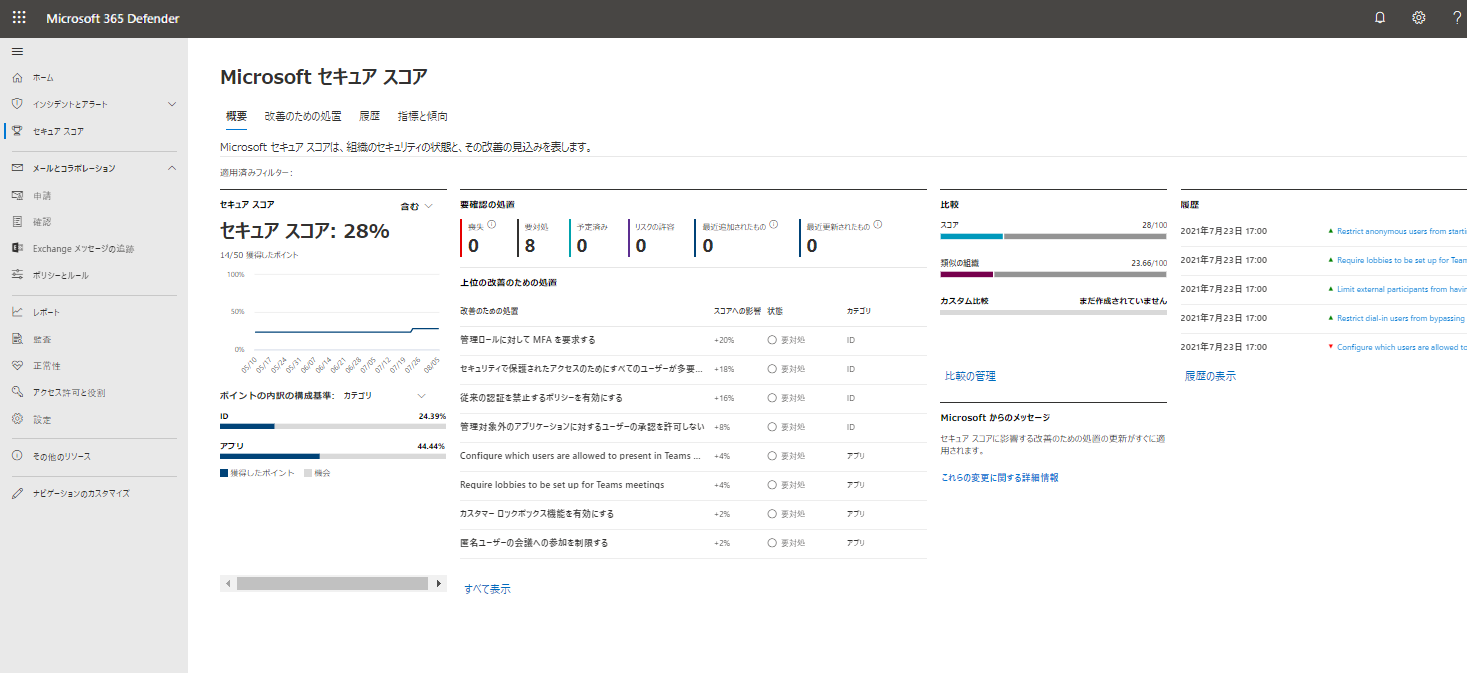 Microsoft 365 Defender
?
ホーム
インシデントとアラート
セキュア スコア
メールとコラボレーション
申請
確認
Exchange メッセージの追跡
ポリシーとルール
レポート
監査
正常性
アクセス許可と役割
設定
その他のリソース
ナビゲーションのカスタマイズ
Microsoft セキュア スコア
概要 改善のための処置 履歴 指標と傾向
Microsoft セキュア スコアは、組織のセキュリティの状態と、その改善の見込みを表します。
適用済みフィルター:
セキュア スコア 含む
セキュア スコア: 28%
14/50 獲得したポイント
100%
50%
0%
05/10 05/17 05/24 05/31 06/07 06/14 06/21 06/28 07/05 07/12 07/19 07/26 08/05
ポイントの内訳の構成基準: カテゴリ
ID 24.39%
アプリ 44.44%
獲得したポイント 機会
要確認の処置
喪失 要対処 予定済み リスクの許容 最近追加されたもの 最近更新されたもの
0 8 0 0 0 0
上位の改善のための処置
改善のための処置 スコアへの影響 状態 カテゴリ
管理ロールに対して MFA を要求する +20% 要対処 ID
セキュリティで保護されたアクセスのためにすべてのユーザーが多要... +18% 要対処 ID
従来の認証を禁止するポリシーを有効にする +16% 要対処 ID
管理対象外のアプリケーションに対するユーザーの承認を許可しない +8% 要対処 ID
Configure which users are allowed to present in Teams ... +4% 要対処 アプリ
Require lobbies to be set up for Teams meetings +4% 要対処 アプリ
カスタマー ロックボックス機能を有効にする +2% 要対処 アプリ
匿名ユーザーの会議への参加を制限する +2% 要対処 アプリ
すべて表示
比較
スコア 28/100
類似の組織 23.66/100
カスタム比較 まだ作成されていません
比較の管理
Microsoft からのメッセージ
セキュア スコアに影響する改善のための処置の更新がすぐに適
用されます。
これらの変更に関する詳細情報
履歴
2021年7月23日 17:00 Restrict anonymous users from starti
2021年7月23日 17:00 Require lobbies to be set up for Tean
2021年7月23日 17:00 Limit external participants from havin
2021年7月23日 17:00 Restrict dial-in users from bypassing
2021年7月23日 17:00 Configure which users are allowed to
履歴の表示